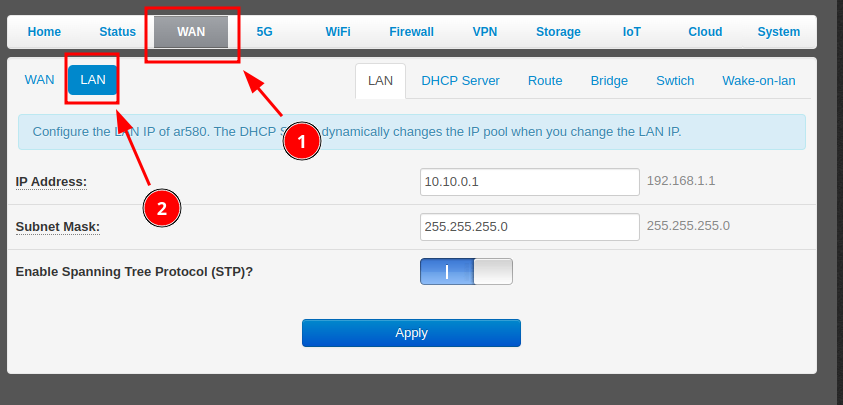 Home Status WAN 5G WiFi Firewall VPN Storage IoT Cloud System
WAN LAN LAN DHCP Server Route Bridge Swtich Wake-on-lan
Configure the LAN IP of ar580. The DHCP S dynamically changes the IP pool when you change the LAN IP.
1
IP Address: 10.10.0.1 192.168.1.1
2
Subnet Mask: 255.255.255.0 255.255.255.0
Enable Spanning Tree Protocol (STP)? |
Apply